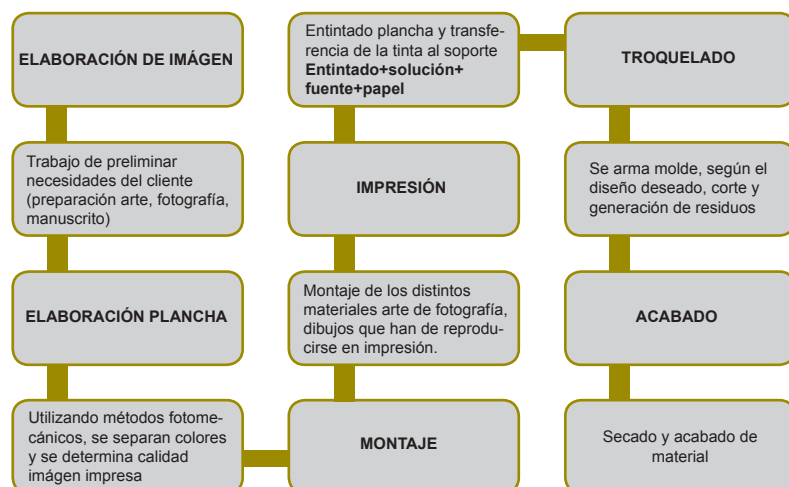 ELABORACIÓN DE IMÁGEN
Trabajo de preliminar
necesidades del cliente
(preparación arte, fotografía,
manuscrito)
ELABORACIÓN PLANCHA
Utilizando métodos fotome-
cánicos, se separan colores
y se determina calidad
imágen impresa
MONTAJE
Montaje de los distintos
materiales arte de fotografía,
dibujos que han de reprodu-
cirse en impresión.
IMPRESIÓN
Entintado plancha y transfe-
rencia de la tinta al soporte
Entintado+solución+
fuente+papel
TROQUELADO
Se arma molde, según el
diseño deseado, corte y
generación de residuos
ACABADO
Secado y acabado de
material